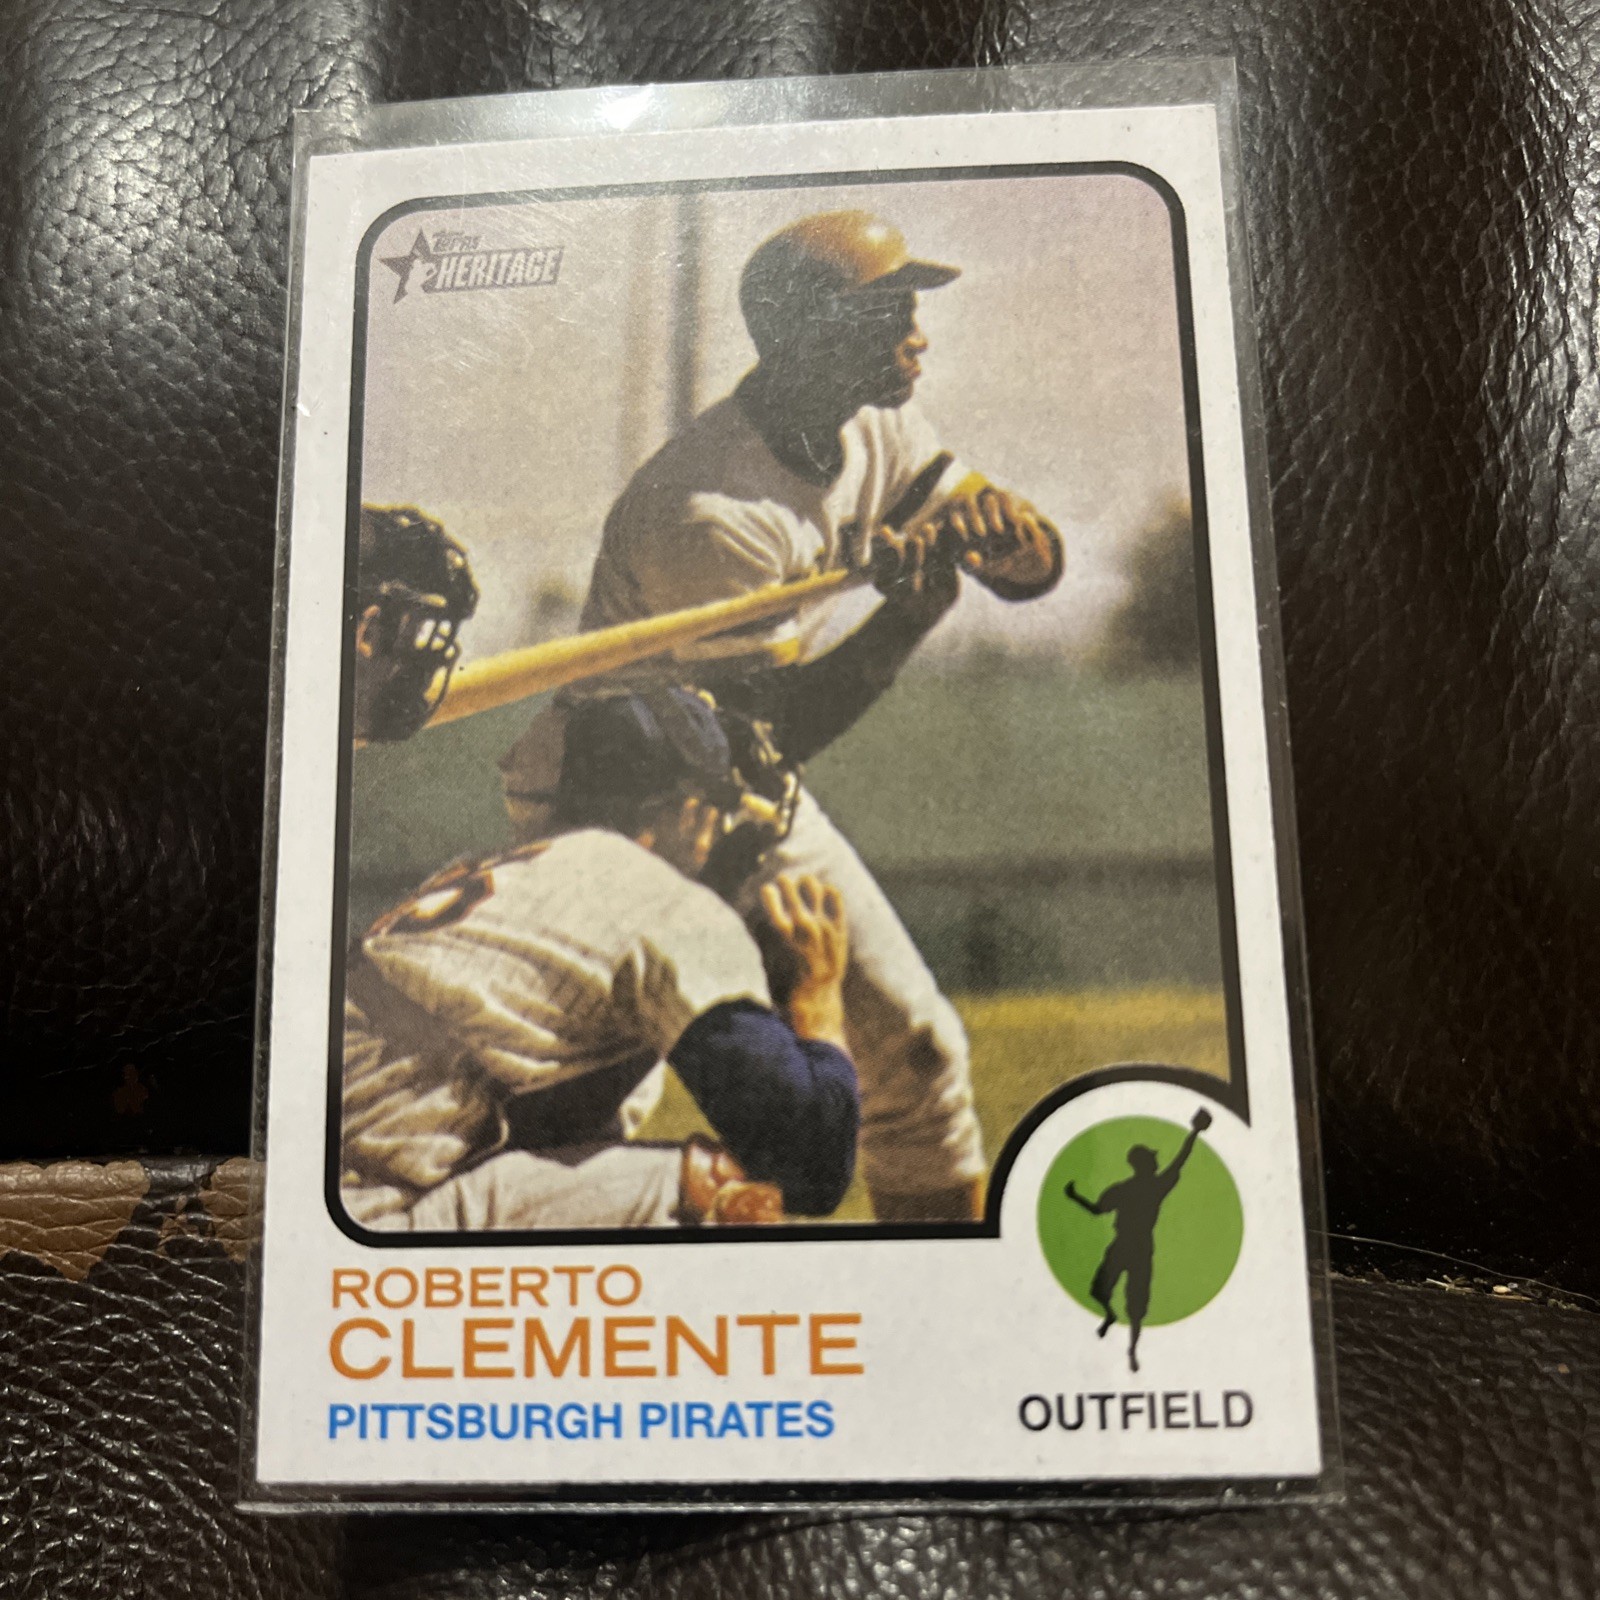 Topps
HERITAGE
ROBERTO
CLEMENTE
PITTSBURGH PIRATES
OUTFIELD